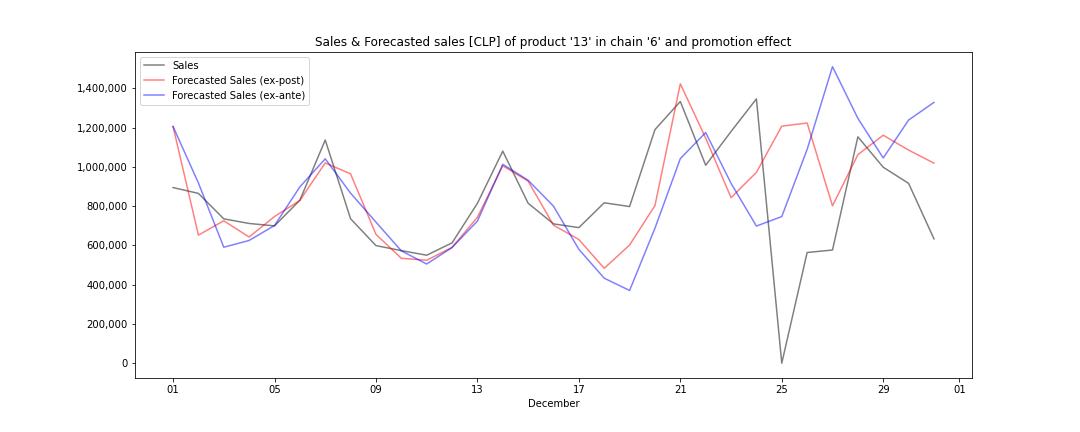 Sales & Forecasted sales [CLP] of product '13' in chain '6' and promotion effect
Sales
Forecasted Sales (ex-post)
Forecasted Sales (ex-ante)
1,400,000
1,200,000
1,000,000
800,000
600,000
400,000
200,000
0
01 05 09 13 17 21 25 29 01
December